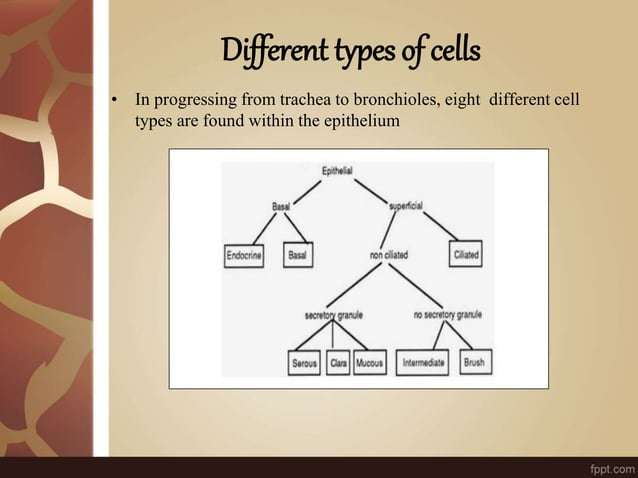 Different types of cells
• In progressing from trachea to bronchioles, eight different cell
types are found within the epithelium
Epithelial
Basal superficial
Endocrine Basal non ciliated Ciliated
secretory granule no secretory granule
Serous Clara Mucous Intermediate Brush
fppt.com